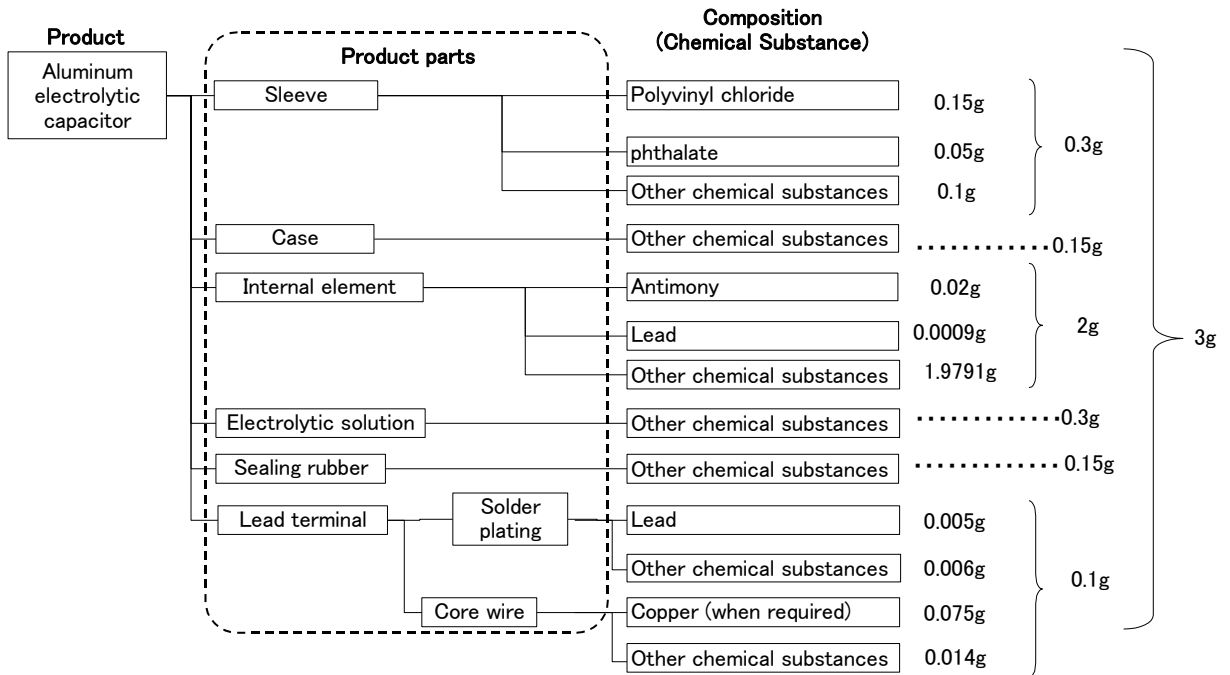 Product
Aluminum
electrolytic
capacitor
Product parts
Composition
(Chemical Substance)
Sleeve
Polyvinyl chloride
0.15g
phthalate
0.05g
Other chemical substances
0.1g
0.3g
Case
Other chemical substances
0.15g
Internal element
Antimony
0.02g
Lead
0.0009g
Other chemical substances
1.9791g
2g
Electrolytic solution
Other chemical substances
0.3g
Sealing rubber
Other chemical substances
0.15g
Lead terminal
Solder
plating
Lead
0.005g
Other chemical substances
0.006g
Core wire
Copper (when required)
0.075g
Other chemical substances
0.014g
0.1g
3g